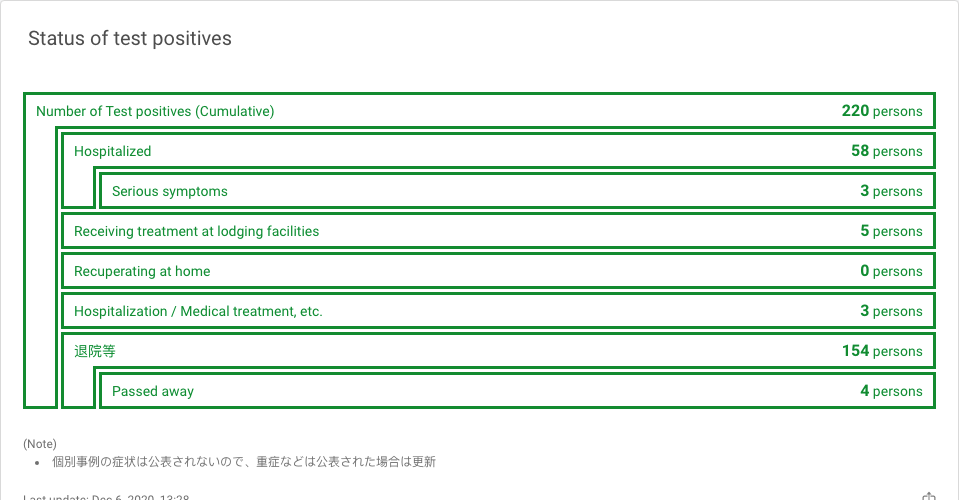 Status of test positives
Number of Test positives (Cumulative) 220 persons
Hospitalized 58 persons
Serious symptoms 3 persons
Receiving treatment at lodging facilities 5 persons
Recuperating at home 0 persons
Hospitalization / Medical treatment, etc. 3 persons
退院等 154 persons
Passed away 4 persons
(Note)
• 個別事例の症状は公表されないので、重症などは公表された場合は更新
Last update: Dec 6, 2020, 13:28